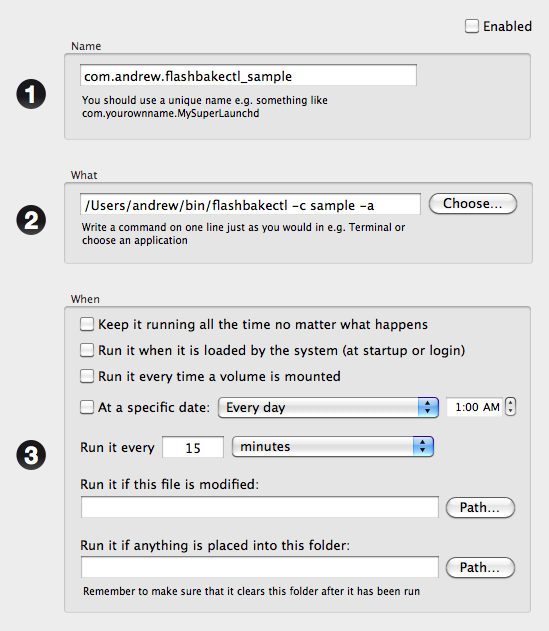 Enabled
Name
1
com.andrew.flashbakectl_sample
You should use a unique name e.g. something like
com.yourownname.MySuperLaunchd
What
2
/Users/andrew/bin/flashbakectl -c sample -a
Choose...
Write a command on one line just as you would in e.g. Terminal or
choose an application
When
Keep it running all the time no matter what happens
Run it when it is loaded by the system (at startup or login)
Run it every time a volume is mounted
At a specific date: Every day 1:00 AM
3
Run it every 15 minutes
Run it if this file is modified:
Path...
Run it if anything is placed into this folder:
Path...
Remember to make sure that it clears this folder after it has been run